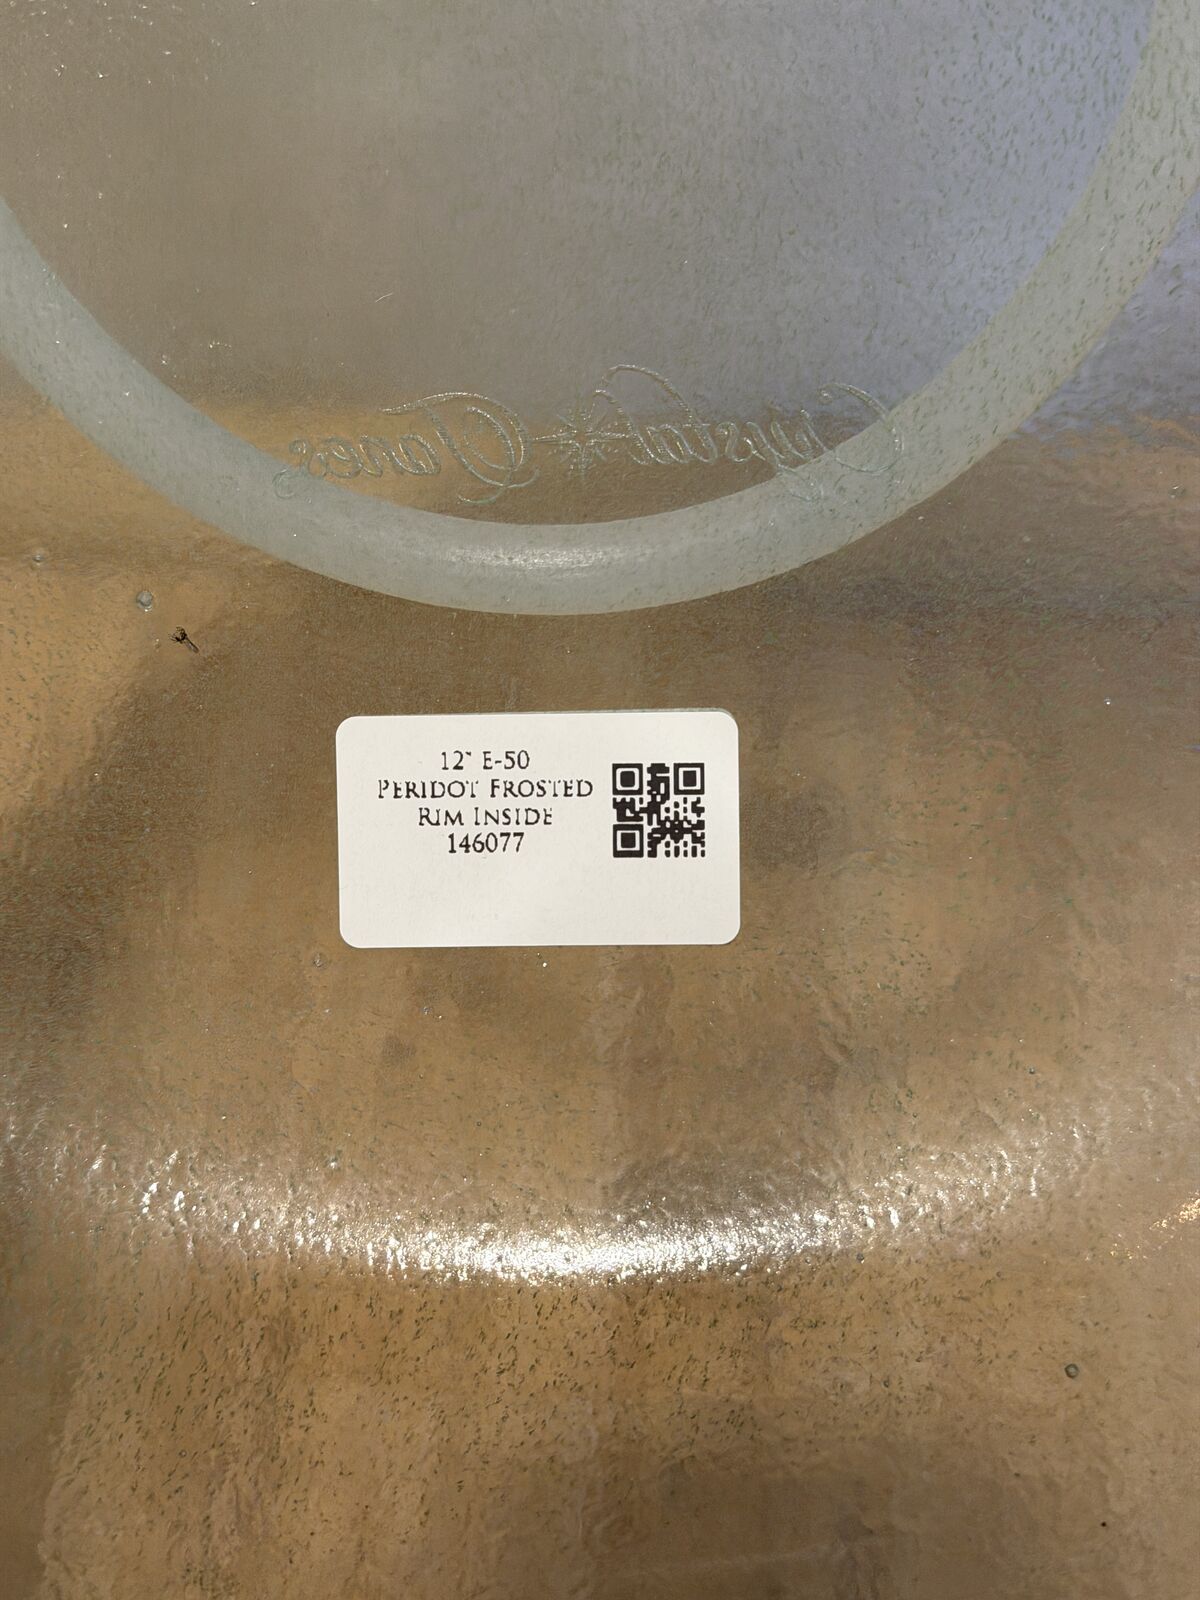 Crystal Tones
12" E-50
PERIDOT FROSTED
RIM INSIDE
146077